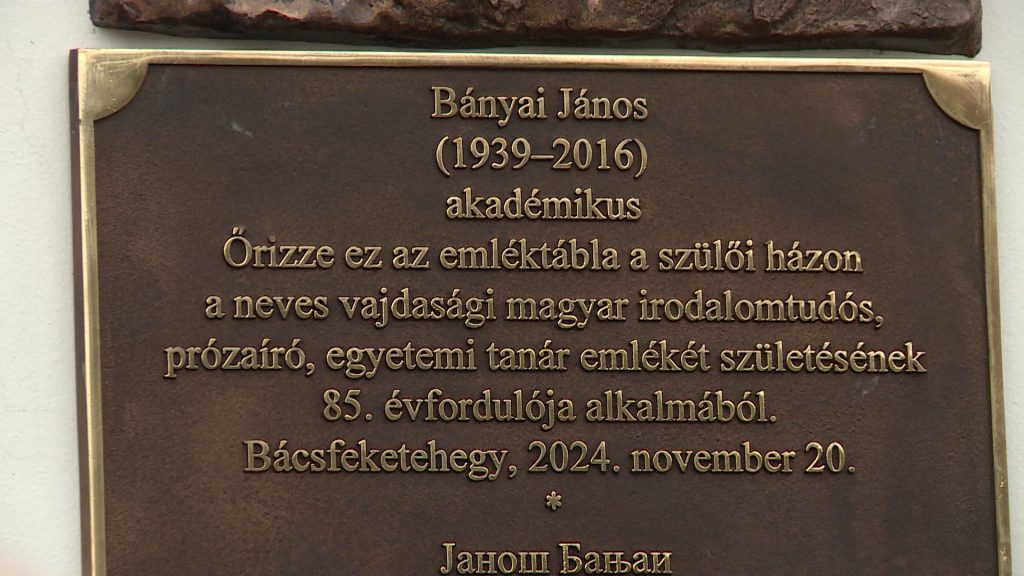 Bányai János
(1939–2016)
akadémikus
Őrizze ez az emléktábla a szülői házon
a neves vajdasági magyar irodalomtudós,
prózaíró, egyetemi tanár emlékét születésének
85. évfordulója alkalmából.
Bácsfeketehegy, 2024. november 20.
*
Јанош Бањаи